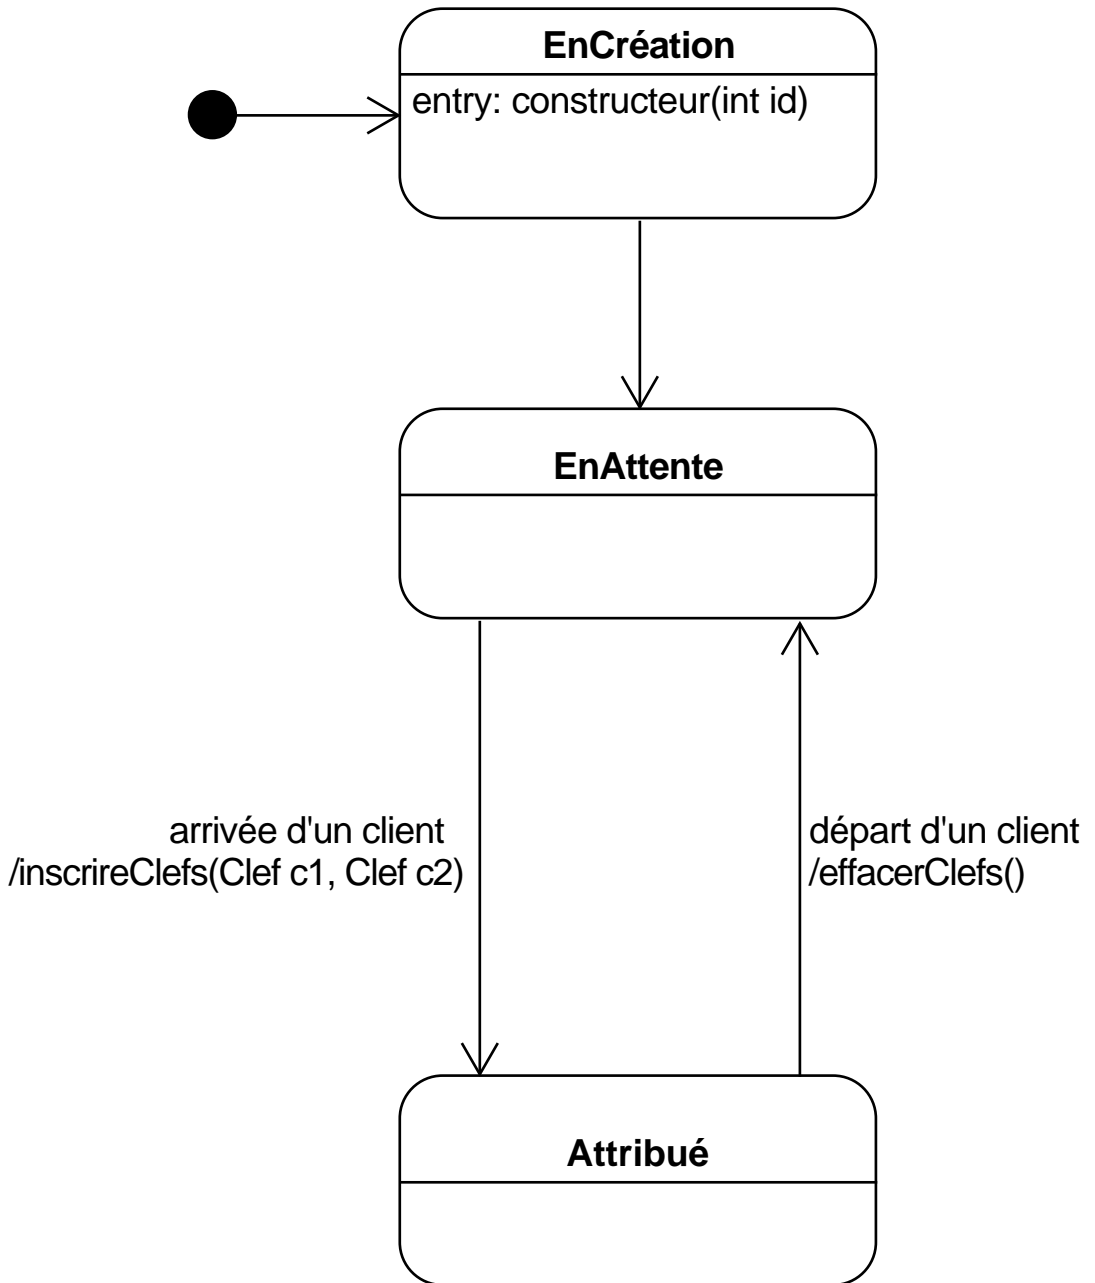 EnCréation
entry: constructeur(int id)
EnAttente
arrivée d'un client
/inscrireClefs(Clef c1, Clef c2)
départ d'un client
/effacerClefs()
Attribué